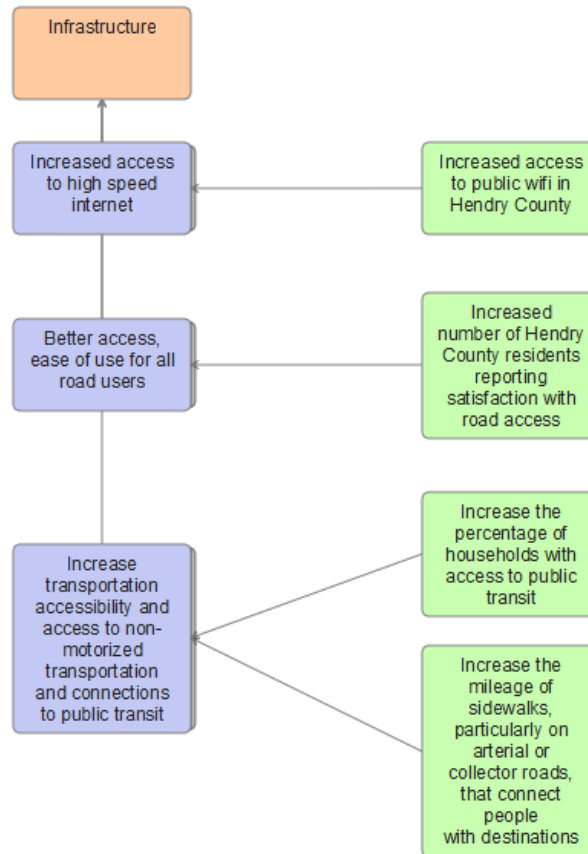 Infrastructure
Increased access
to high speed
internet
Increased access
to public wifi in
Hendry County
Better access,
ease of use for all
road users
Increased
number of Hendry
County residents
reporting
satisfaction with
road access
Increase
transportation
accessibility and
access to non-
motorized
transportation
and connections
to public transit
Increase the
percentage of
households with
access to public
transit
Increase the
mileage of
sidewalks,
particularly on
arterial or
collector roads,
that connect
people
with destinations